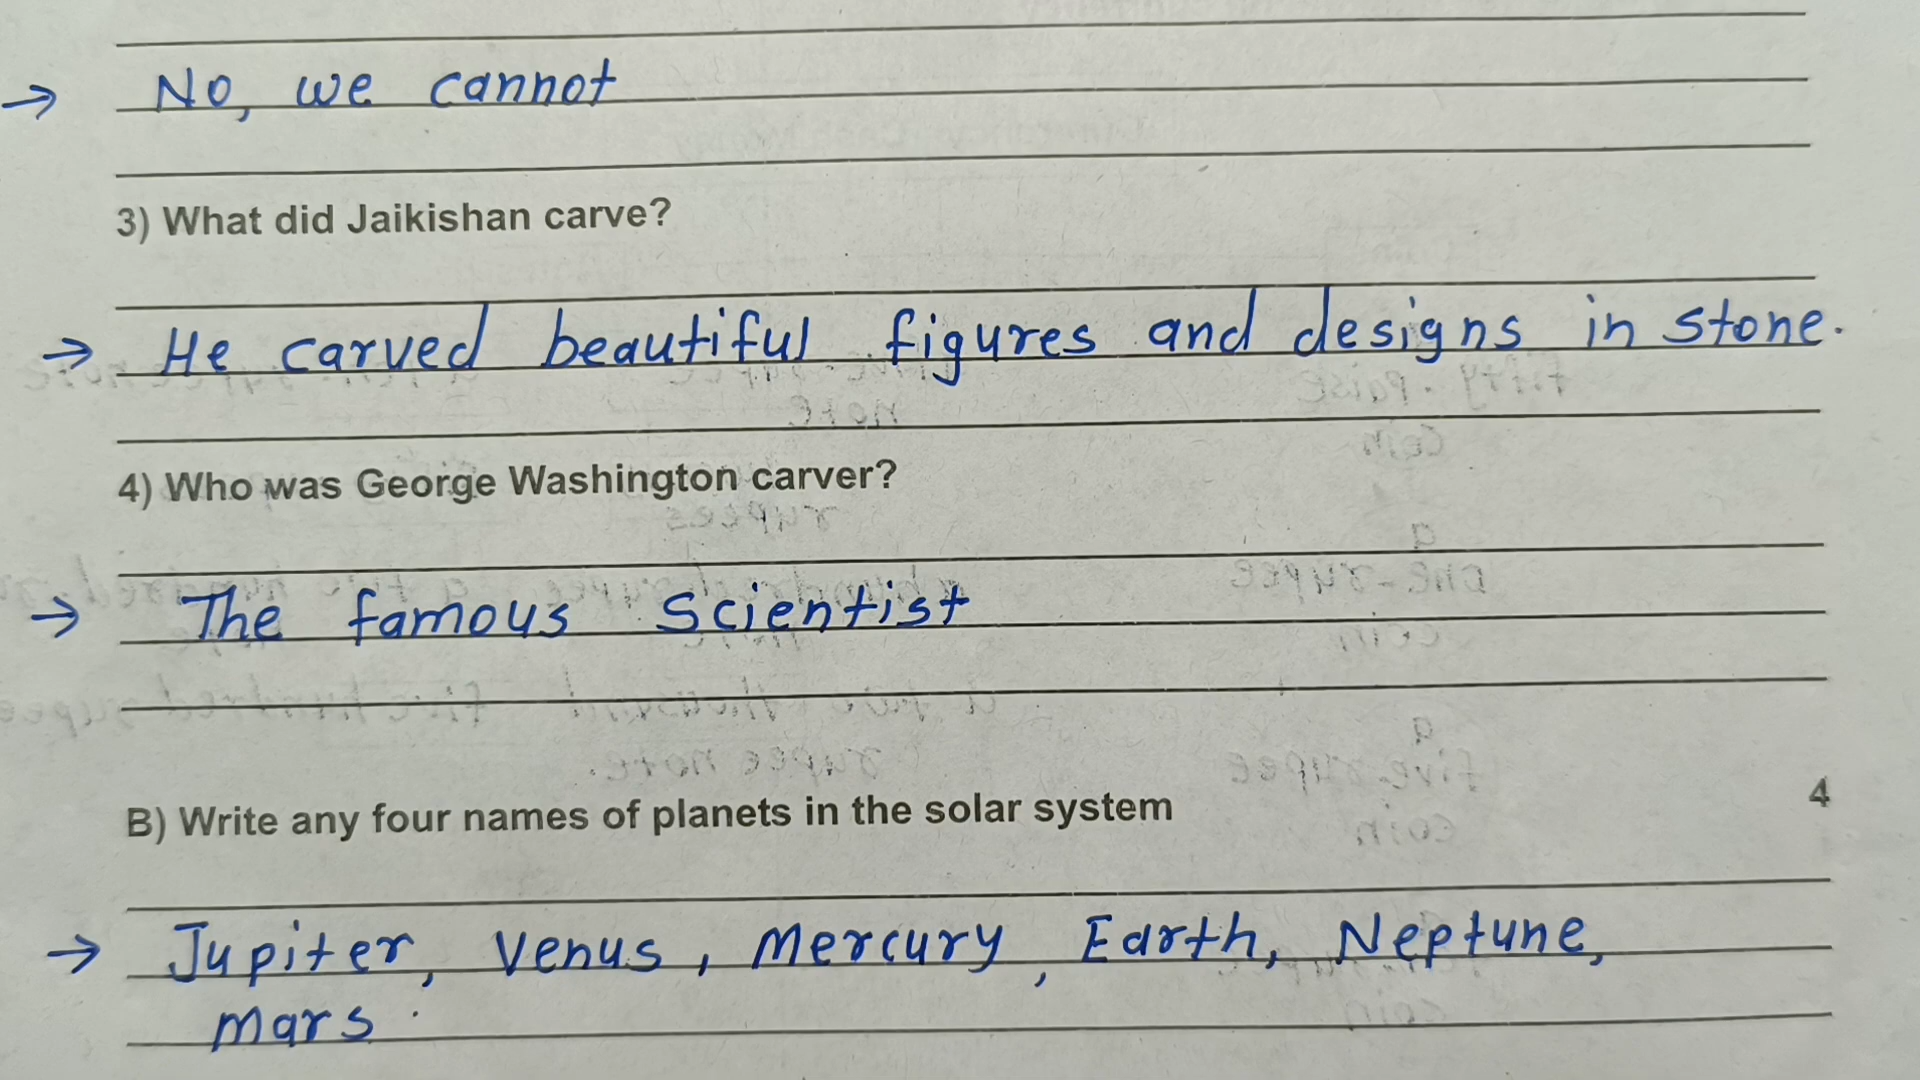 → No, we cannot
3) What did Jaikishan carve?
→ He carved beautiful figures and designs in stone.
4) Who was George Washington carver?
→ The famous Scientist
B) Write any four names of planets in the solar system 4
→ Jupiter, Venus, Mercury, Earth, Neptune,
Mars.